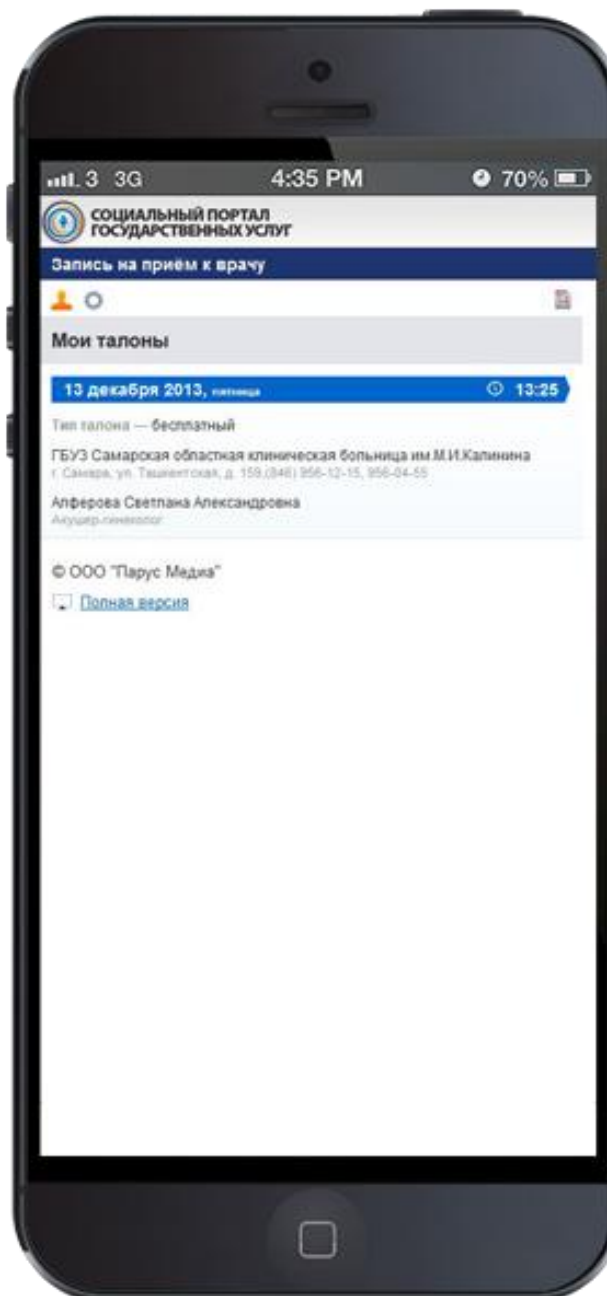 3 3G 4:35 PM 70%
СОЦИАЛЬНЫЙ ПОРТАЛ
ГОСУДАРСТВЕННЫХ УСЛУГ
Запись на приём к врачу
Мои талоны
13 декабря 2013, пятница 13:25
Тип талона — бесплатный
ГБУЗ Самарская областная клиническая больница им.М.И.Калинина
г. Самара, ул. Ташкентская, д. 159,(846) 956-12-15, 956-04-55
Алферова Светлана Александровна
Акушер-гинеколог
© ООО "Парус Медиа"
Полная версия